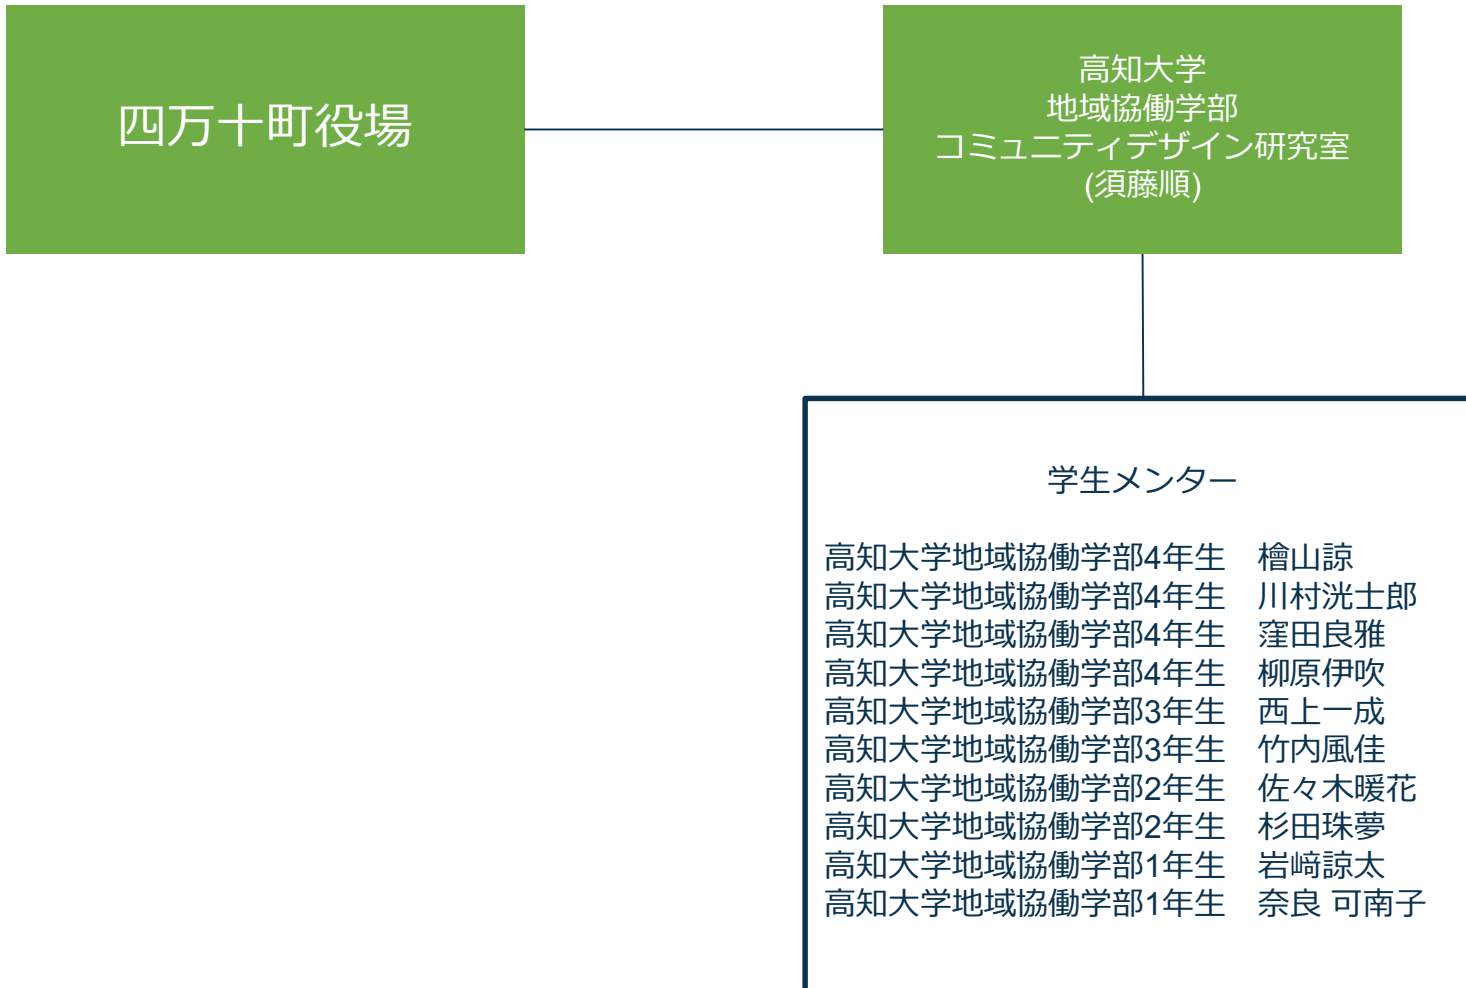 四万十町役場
高知大学
地域協働学部
コミュニティデザイン研究室
(須藤順)
学生メンター
高知大学地域協働学部4年生　檜山諒
高知大学地域協働学部4年生　川村洸士郎
高知大学地域協働学部4年生　窪田良雅
高知大学地域協働学部4年生　柳原伊吹
高知大学地域協働学部3年生　西上一成
高知大学地域協働学部3年生　竹内風佳
高知大学地域協働学部2年生　佐々木暖花
高知大学地域協働学部2年生　杉田珠夢
高知大学地域協働学部1年生　岩﨑諒太
高知大学地域協働学部1年生　奈良 可南子